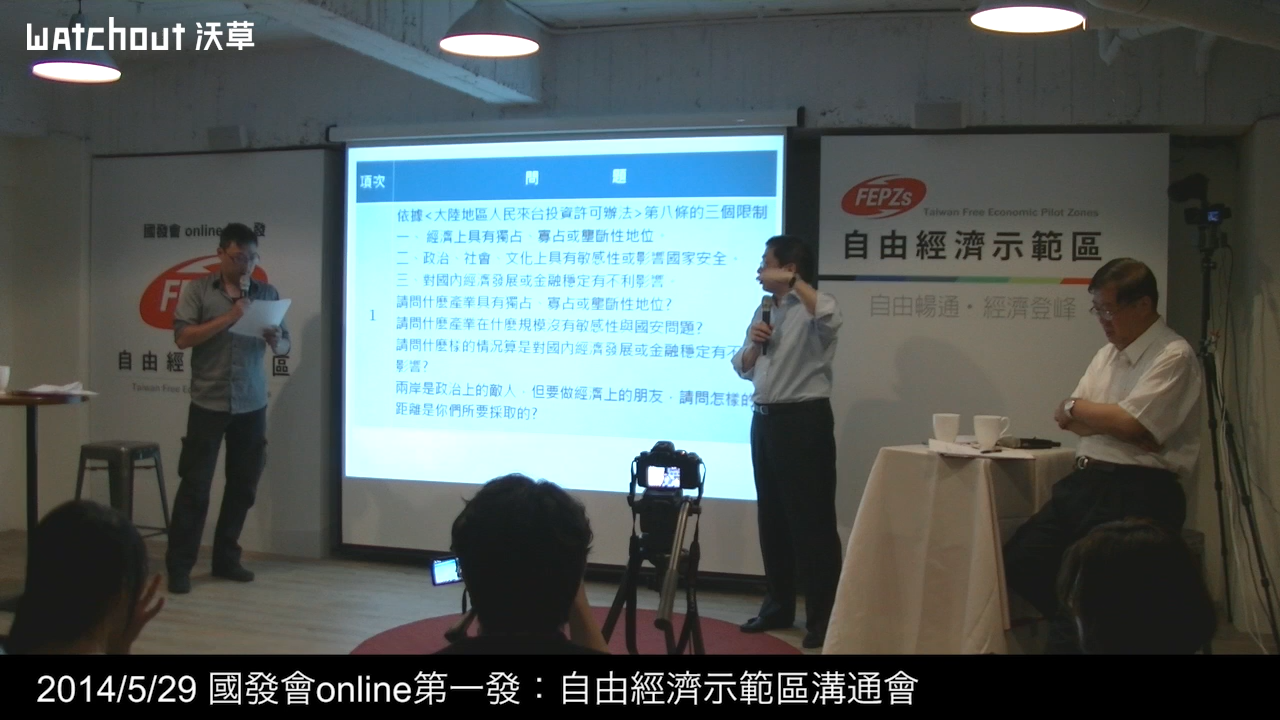 watchout 沃草
項次 問 題
依據<大陸地區人民來台投資許可辦法>第八條的三個限制
一、經濟上具有獨占、寡占或壟斷性地位。
二、政治、社會、文化上具有敏感性或影響國家安全。
三、對國內經濟發展或金融穩定有不利影響。
請問什麼產業具有獨占、寡占或壟斷性地位?
1
請問什麼產業在什麼規模沒有敏感性與國安問題?
請問什麼樣的情況算是對國內經濟發展或金融穩定有不
影響?
兩岸是政治上的敵人，但要做經濟上的朋友，請問怎樣的
距離是你們所要採取的?
國發會 online 發
FEP
自由經 區
Taiwan Free
FEPZs
Taiwan Free Economic Pilot Zones
自由經濟示範區
自由暢通・經濟登峰
2014/5/29 國發會online第一發：自由經濟示範區溝通會